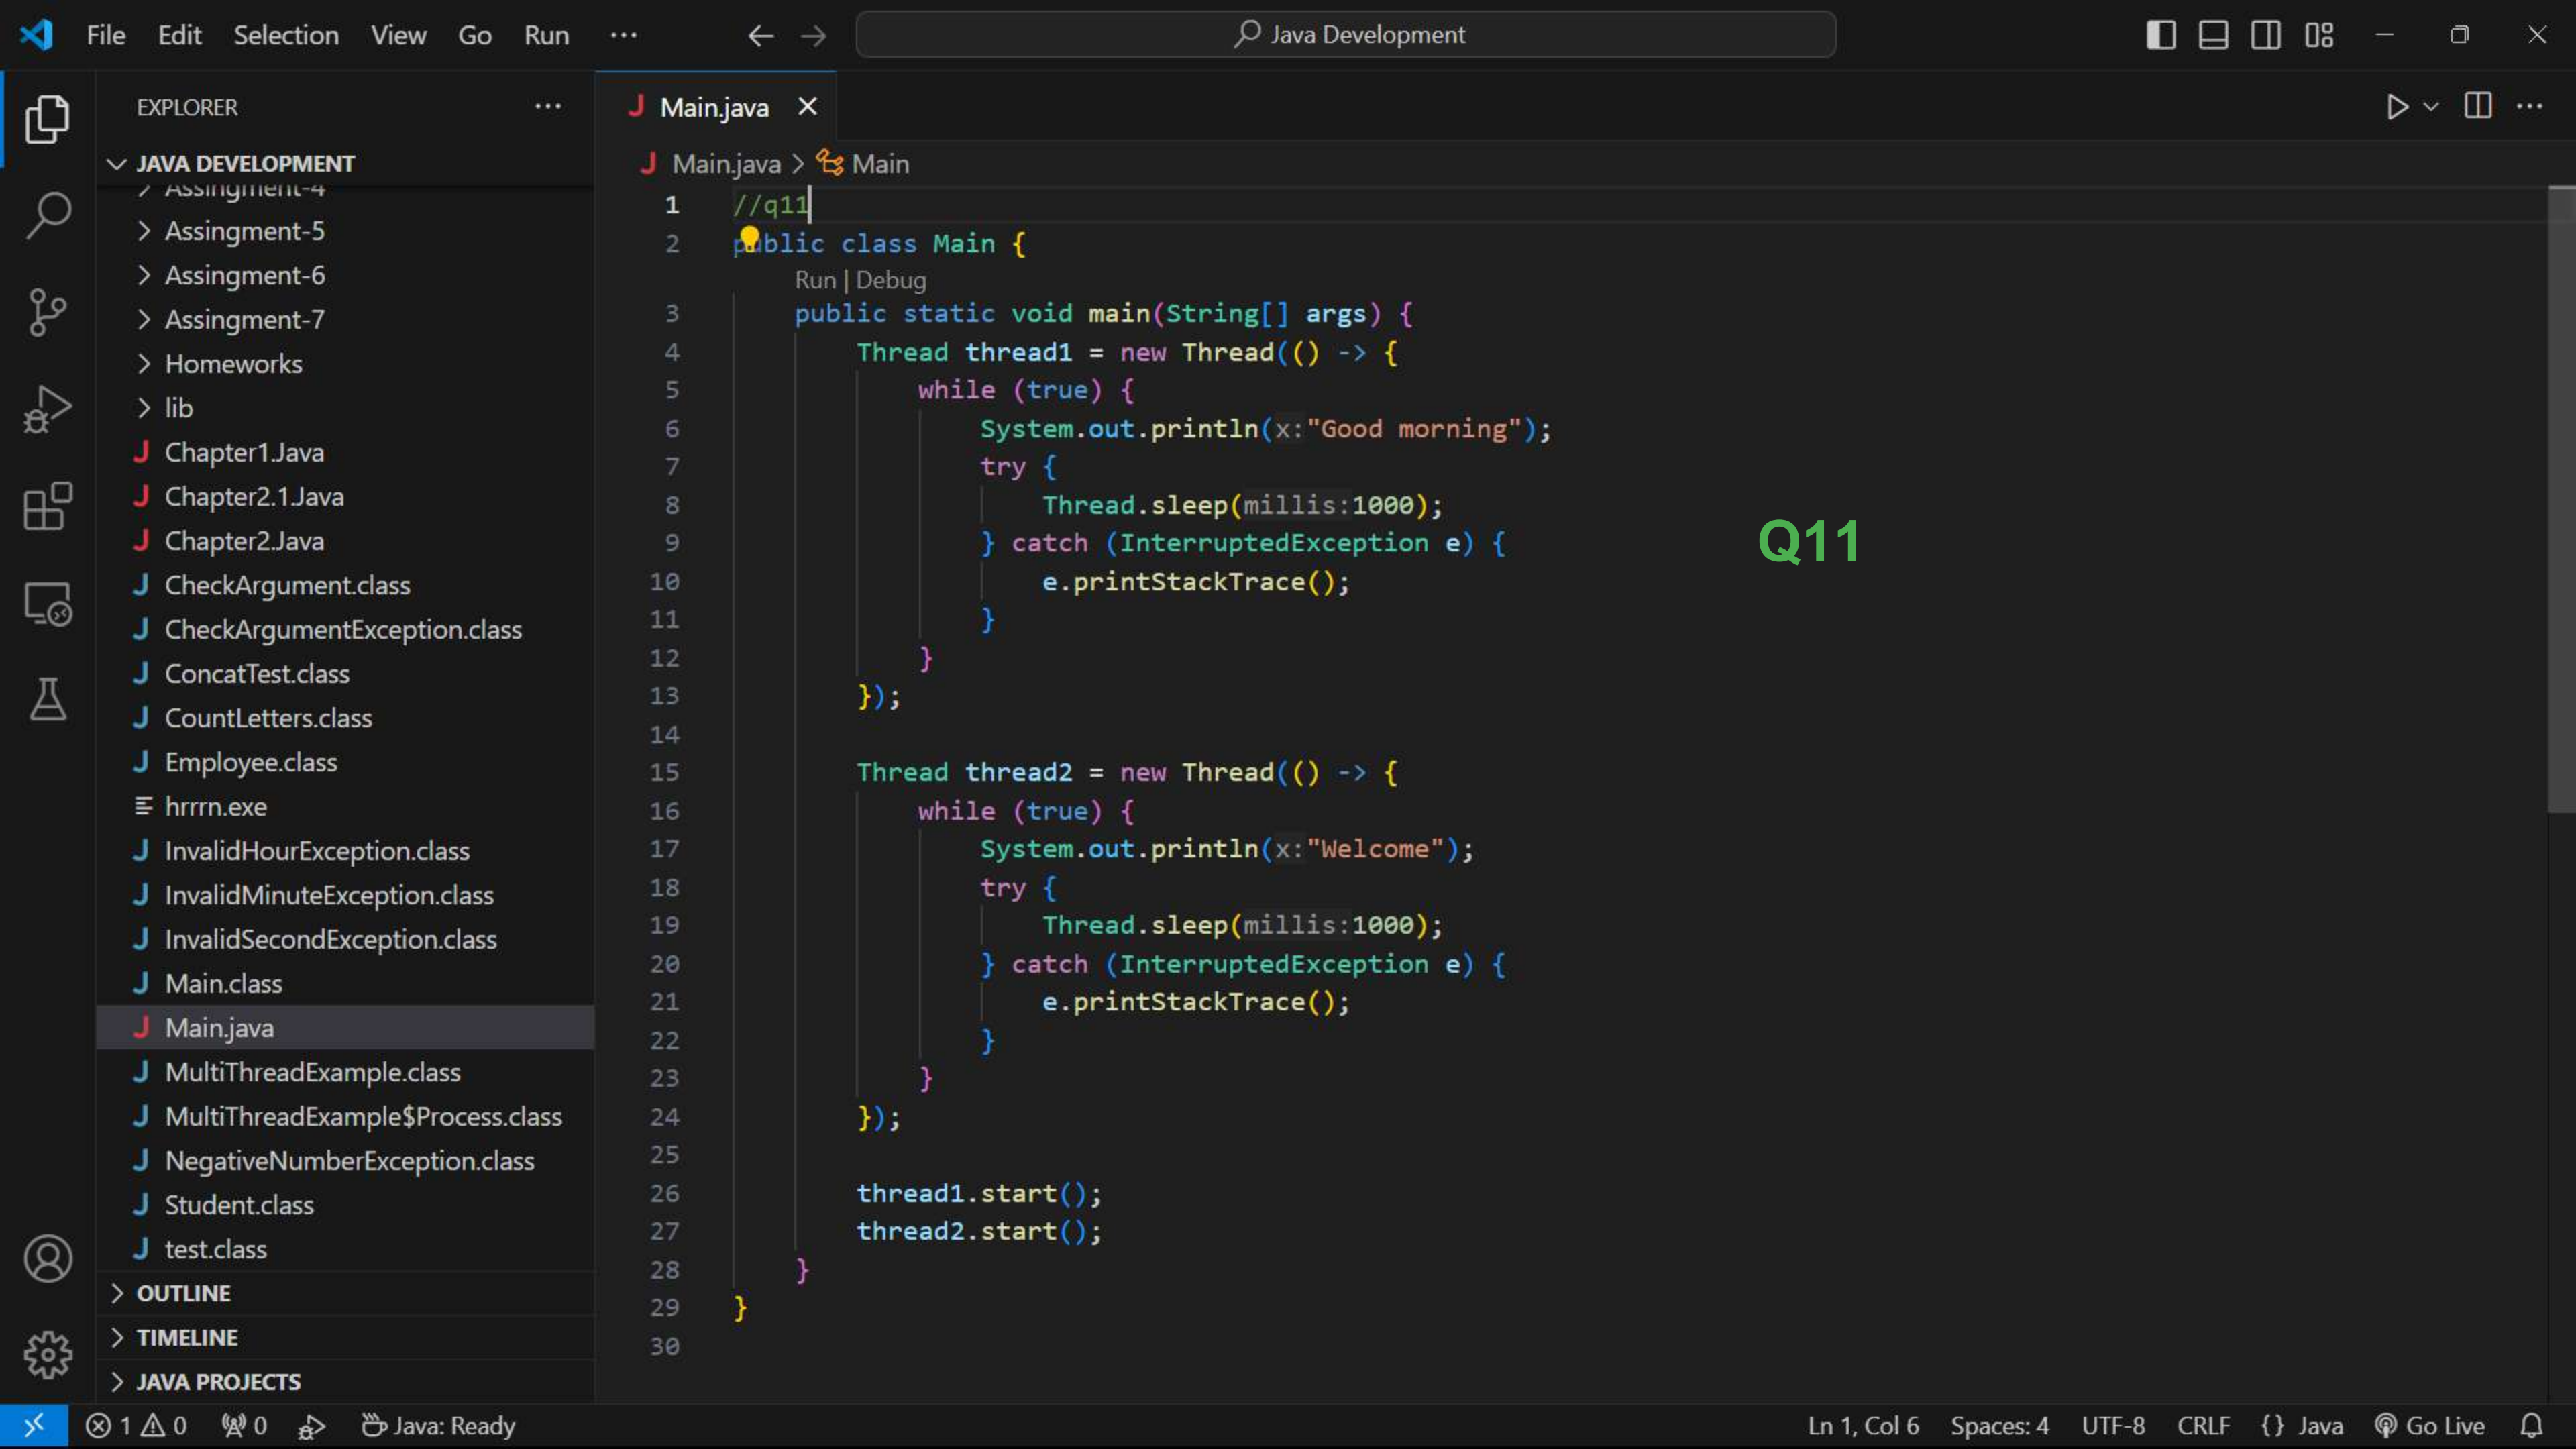 File Edit Selection View Go Run ··· Java Development
EXPLORER ···
JAVA DEVELOPMENT
Assingment-4
Assingment-5
Assingment-6
Assingment-7
Homeworks
lib
Chapter1.Java
Chapter2.1.Java
Chapter2.Java
CheckArgument.class
CheckArgumentException.class
ConcatTest.class
CountLetters.class
Employee.class
hrrrn.exe
InvalidHourException.class
InvalidMinuteException.class
InvalidSecondException.class
Main.class
Main.java
MultiThreadExample.class
MultiThreadExample$Process.class
NegativeNumberException.class
Student.class
test.class
OUTLINE
TIMELINE
JAVA PROJECTS
J Main.java
J Main.java > Main
1 //q11
2 public class Main {
Run | Debug
3 public static void main(String[] args) {
4 Thread thread1 = new Thread(() -> {
5 while (true) {
6 System.out.println(x:"Good morning");
7 try {
8 Thread.sleep(millis:1000);
9 } catch (InterruptedException e) {
10 e.printStackTrace();
11 }
12 }
13 });
14
15 Thread thread2 = new Thread(() -> {
16 while (true) {
17 System.out.println(x:"Welcome");
18 try {
19 Thread.sleep(millis:1000);
20 } catch (InterruptedException e) {
21 e.printStackTrace();
22 }
23 }
24 });
25
26 thread1.start();
27 thread2.start();
28 }
29 }
30
Q11
1 0 0 Java: Ready Ln 1, Col 6 Spaces: 4 UTF-8 CRLF {} Java Go Live